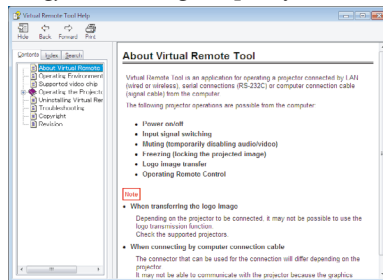 Virtual Remote Tool Help
Hide Back Forward Print
Contents Index Search
About Virtual Remote
Operating Environment
Supported video chip
Operating the Projecto
Uninstalling Virtual Rer
Troubleshooting
Copyright
Revision
About Virtual Remote Tool
Virtual Remote Tool is an application for operating a projector connected by LAN
(wired or wireless), serial connections (RS-232C) or computer connection cable
(signal cable) from the computer.
The following projector operations are possible from the computer:
• Power on/off
• Input signal switching
• Muting (temporarily disabling audio/video)
• Freezing (locking the projected image)
• Logo image transfer
• Operating Remote Control
Note
• When transferring the logo image
Depending on the projector to be connected, it may not be possible to use the
logo transmission function.
Check the supported projectors.
• When connecting by computer connection cable
The connector that can be used for the connection will differ depending on the
projector.
It may not be able to communicate with the projector because the graphics